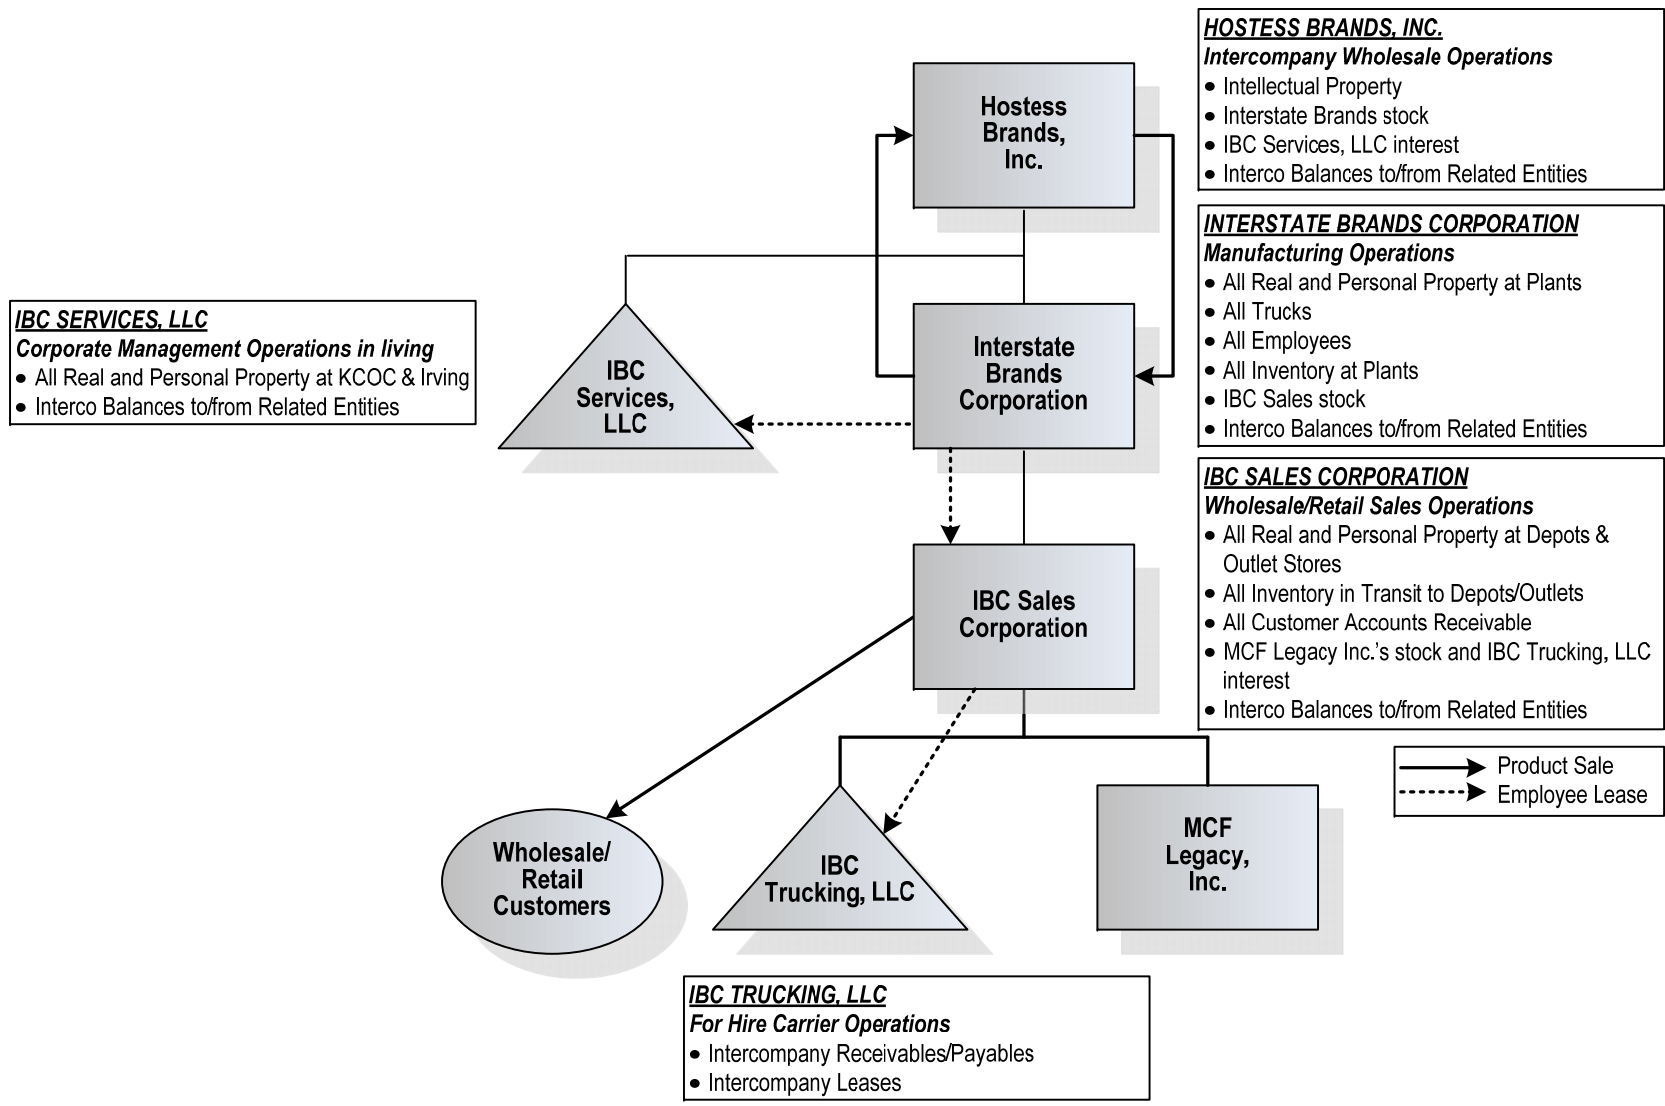 HOSTESS BRANDS, INC.
Intercompany Wholesale Operations
• Intellectual Property
• Interstate Brands stock
• IBC Services, LLC interest
• Interco Balances to/from Related Entities
Hostess
Brands,
Inc.
INTERSTATE BRANDS CORPORATION
Manufacturing Operations
• All Real and Personal Property at Plants
• All Trucks
• All Employees
• All Inventory at Plants
• IBC Sales stock
• Interco Balances to/from Related Entities
IBC SERVICES, LLC
Corporate Management Operations in living
• All Real and Personal Property at KCOC & Irving
• Interco Balances to/from Related Entities
IBC
Services,
LLC
Interstate
Brands
Corporation
IBC SALES CORPORATION
Wholesale/Retail Sales Operations
• All Real and Personal Property at Depots &
Outlet Stores
• All Inventory in Transit to Depots/Outlets
• All Customer Accounts Receivable
• MCF Legacy Inc.'s stock and IBC Trucking, LLC
interest
• Interco Balances to/from Related Entities
IBC Sales
Corporation
Product Sale
Employee Lease
Wholesale/
Retail
Customers
IBC
Trucking, LLC
MCF
Legacy,
Inc.
IBC TRUCKING, LLC
For Hire Carrier Operations
• Intercompany Receivables/Payables
• Intercompany Leases